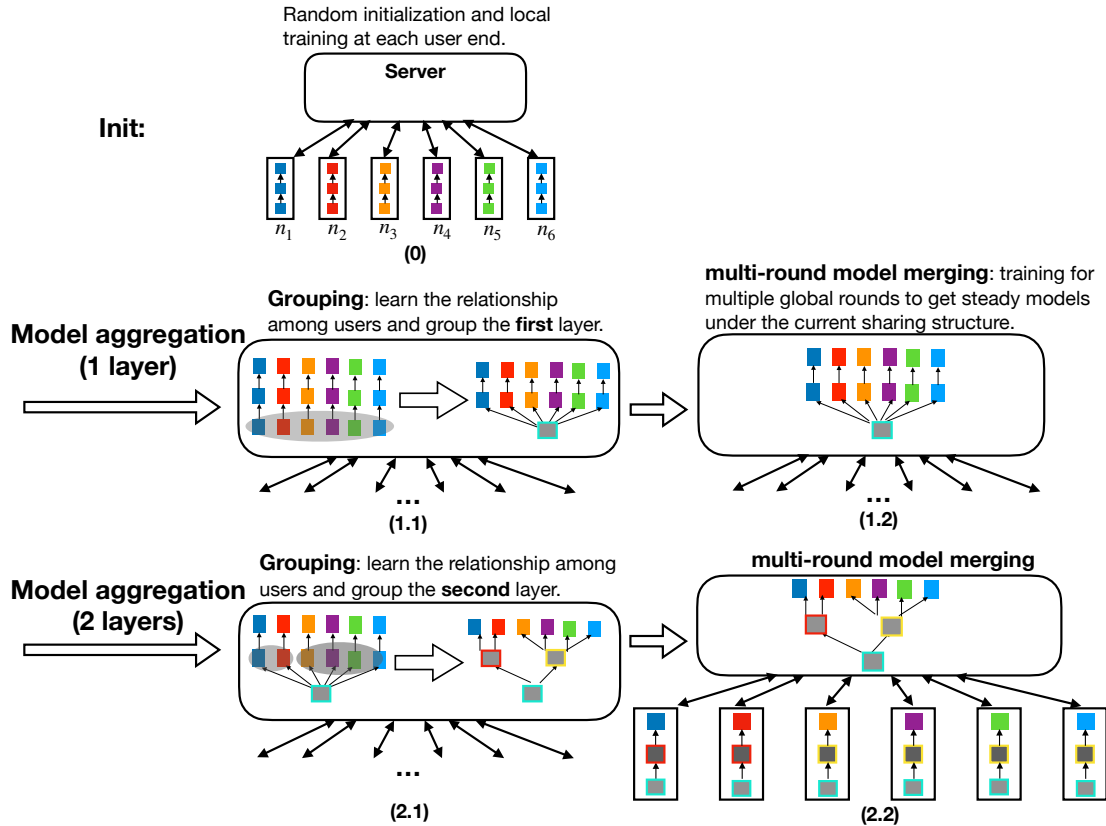 Random initialization and local
training at each user end.
Server
Init:
n1 n2 n3 n4 n5 n6
(0)
Model aggregation
(1 layer)
Grouping: learn the relationship
among users and group the first layer.
...
(1.1)
multi-round model merging: training for
multiple global rounds to get steady models
under the current sharing structure.
...
(1.2)
Model aggregation
(2 layers)
Grouping: learn the relationship among
users and group the second layer.
...
(2.1)
multi-round model merging
(2.2)